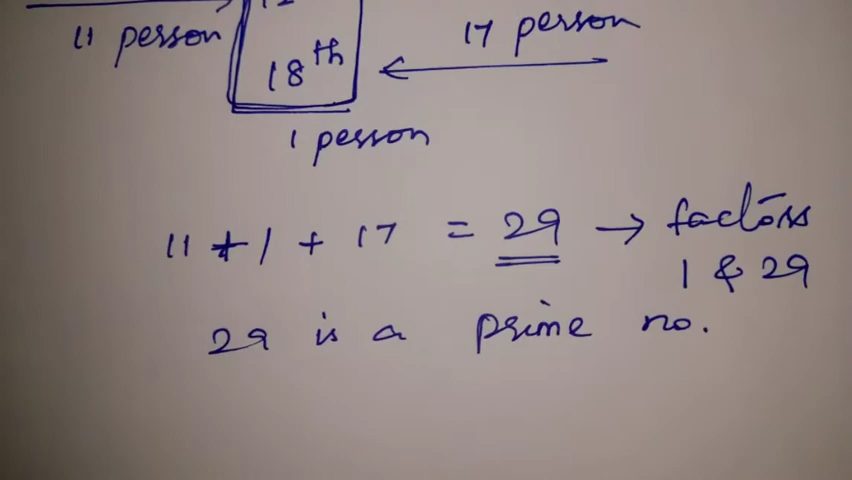 11 person
17 person
18th
1 person
11 + 1 + 17 = 29 → factors
1 & 29
29 is a prime no.